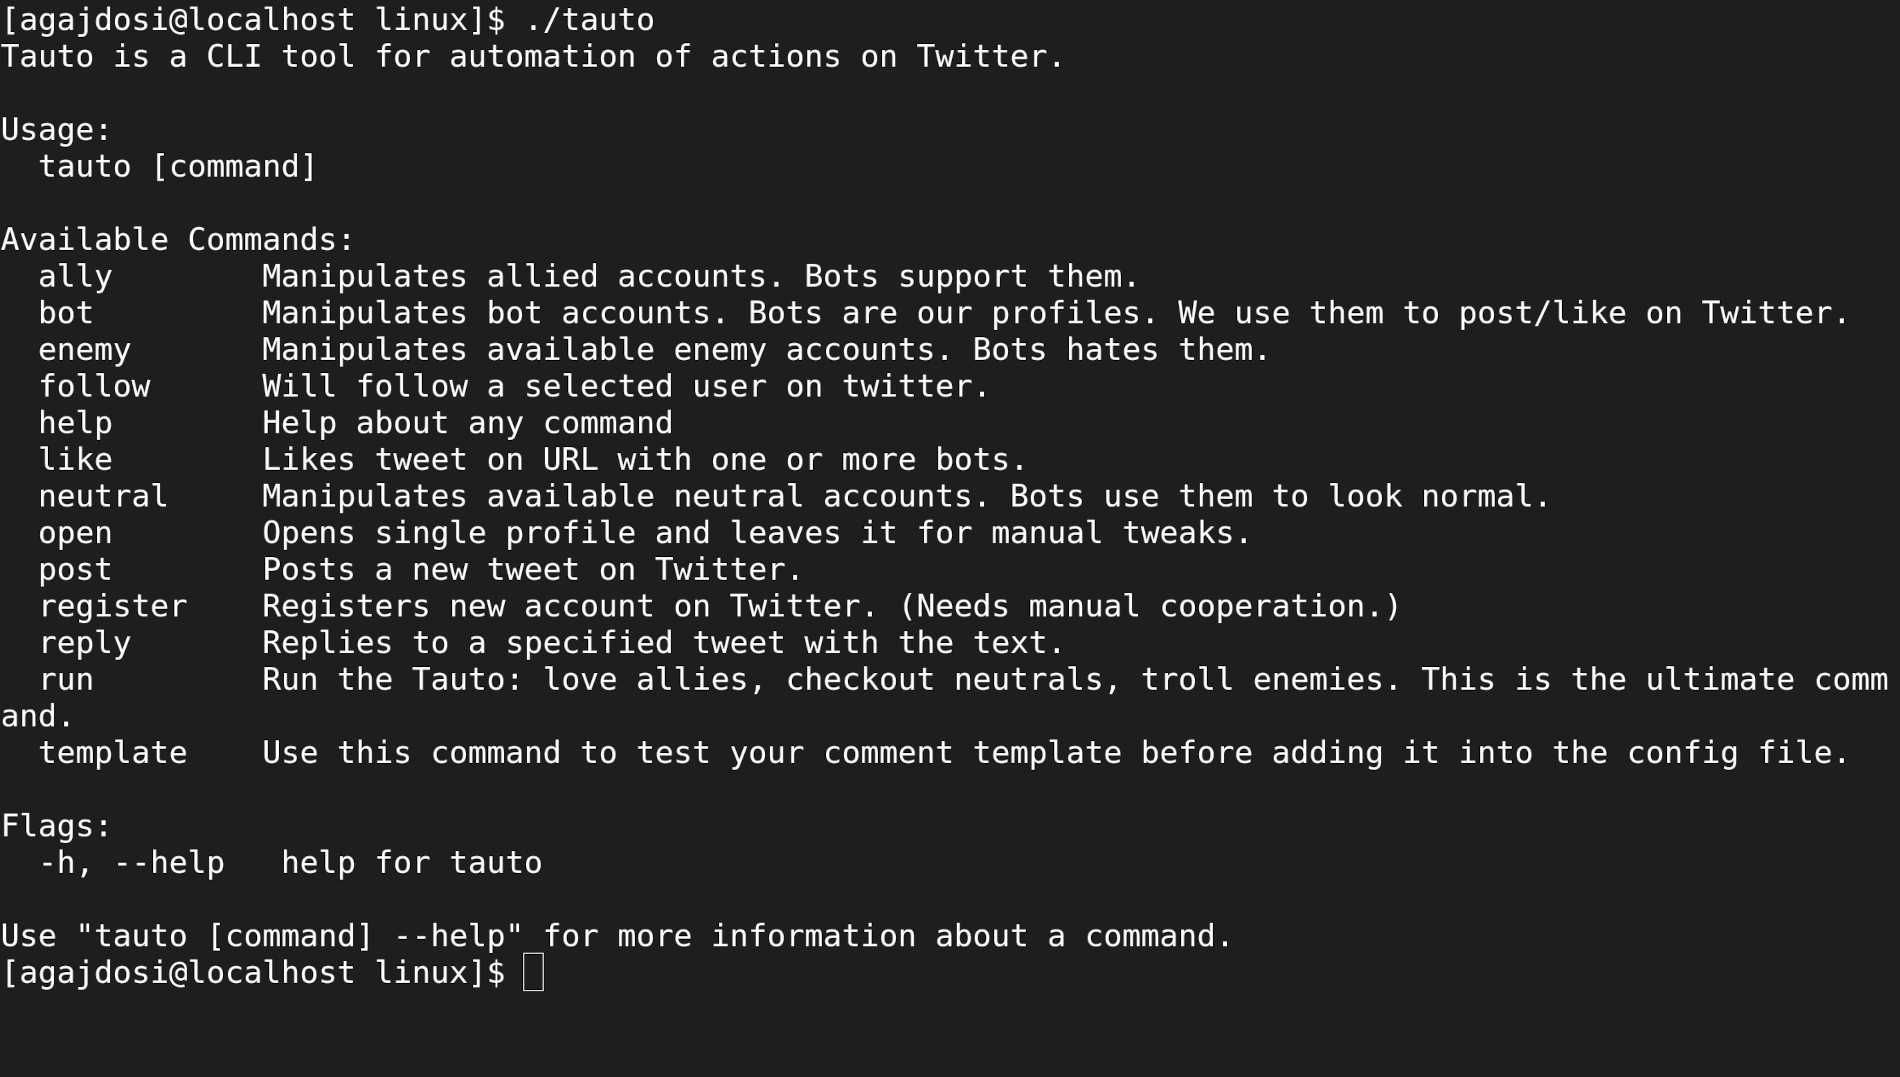 [agajdosi@localhost linux]$ ./tauto
Tauto is a CLI tool for automation of actions on Twitter.

Usage:
  tauto [command]

Available Commands:
  ally        Manipulates allied accounts. Bots support them.
  bot         Manipulates bot accounts. Bots are our profiles. We use them to post/like on Twitter.
  enemy       Manipulates available enemy accounts. Bots hates them.
  follow      Will follow a selected user on twitter.
  help        Help about any command
  like        Likes tweet on URL with one or more bots.
  neutral     Manipulates available neutral accounts. Bots use them to look normal.
  open        Opens single profile and leaves it for manual tweaks.
  post        Posts a new tweet on Twitter.
  register    Registers new account on Twitter. (Needs manual cooperation.)
  reply       Replies to a specified tweet with the text.
  run         Run the Tauto: love allies, checkout neutrals, troll enemies. This is the ultimate comm
and.
  template    Use this command to test your comment template before adding it into the config file.

Flags:
  -h, --help   help for tauto

Use "tauto [command] --help" for more information about a command.
[agajdosi@localhost linux]$